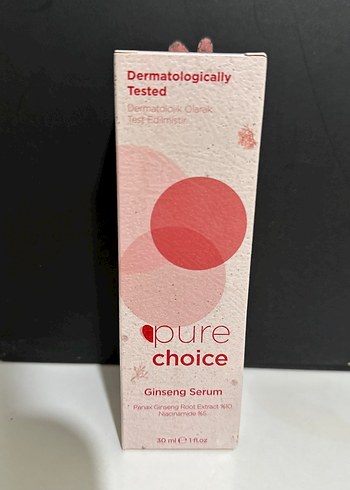 Dermatologically
Tested
Dermatolojik Olarak
Test Edilmiştir
pure
choice
Ginseng Serum
Panax Ginseng Root Extract %10
Niacinamide %5
30 ml ℮ 1 fl.oz